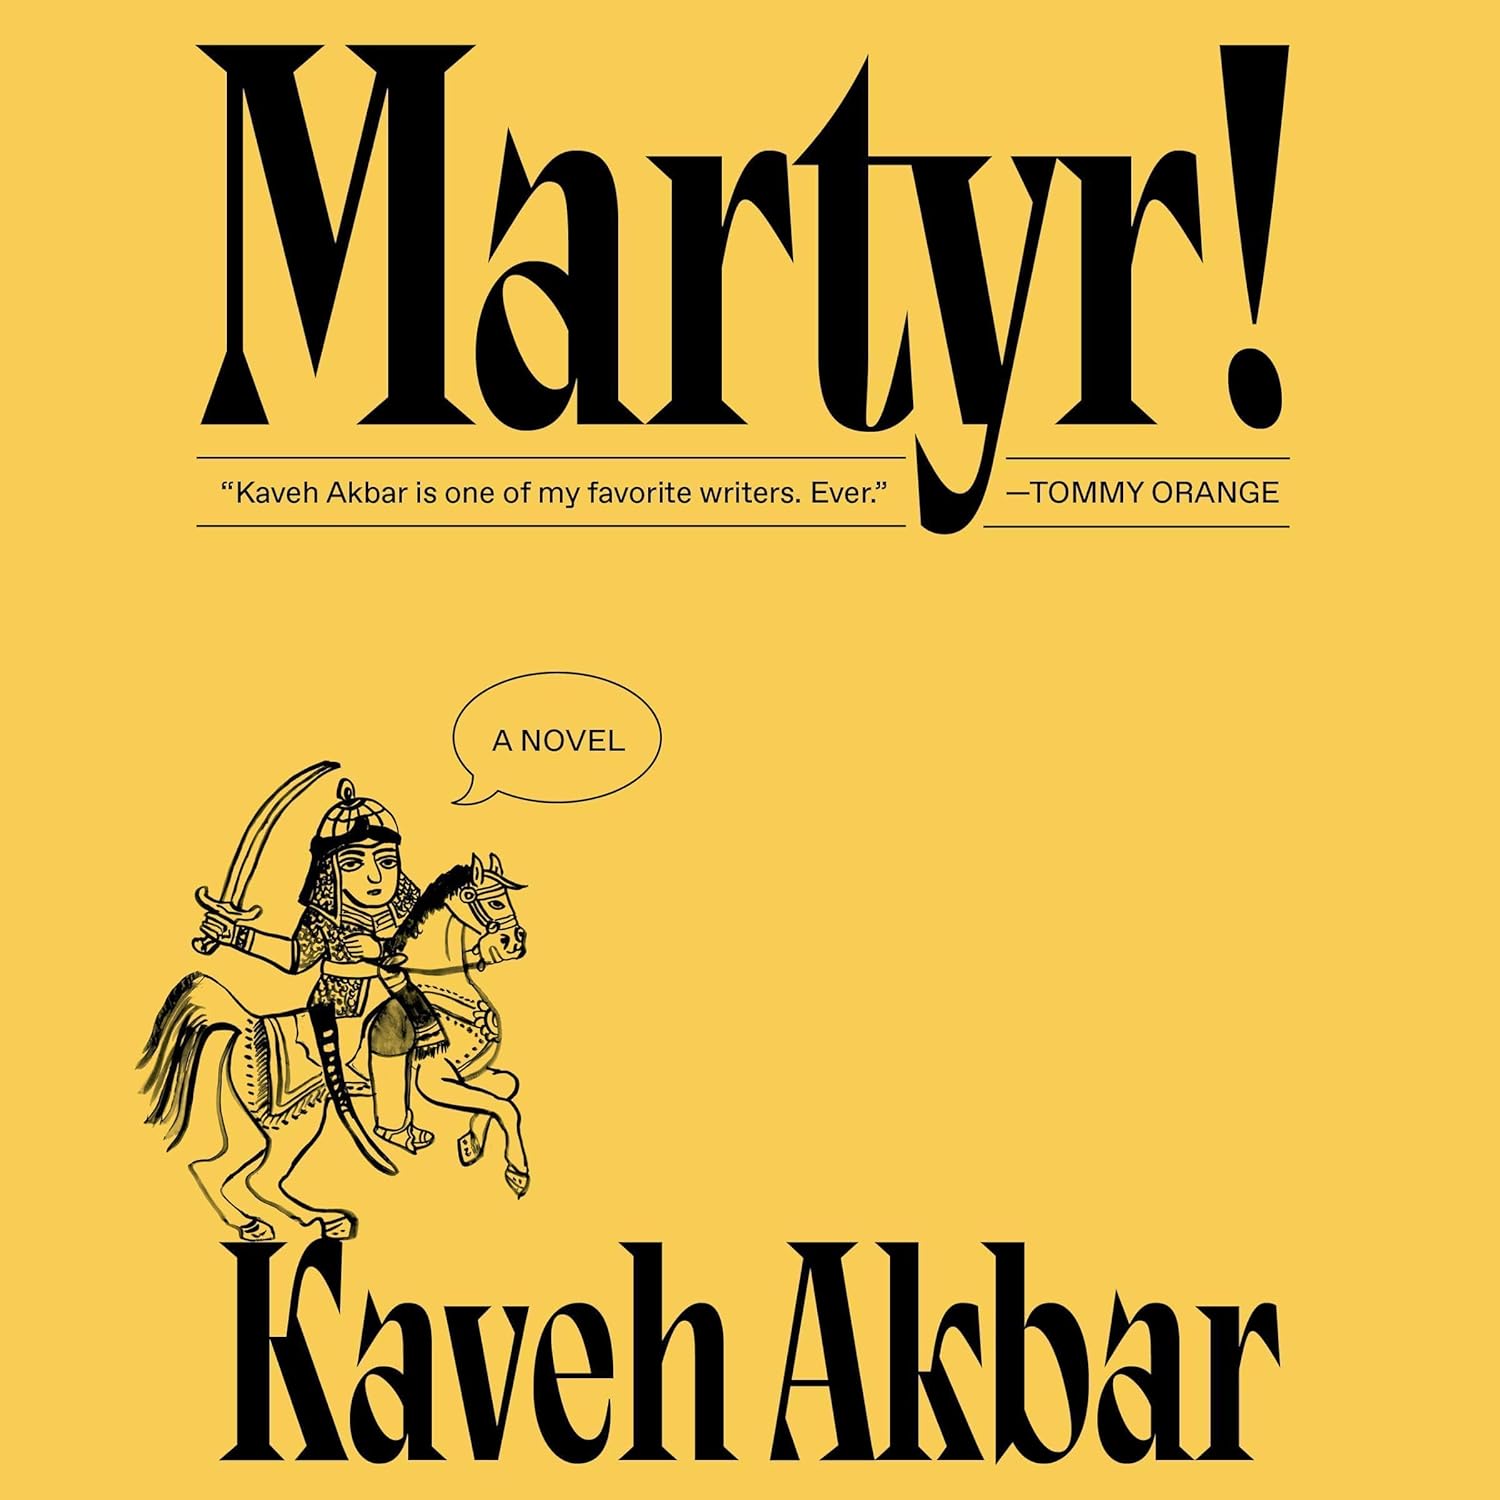 Martyr!
“Kaveh Akbar is one of my favorite writers. Ever.” —TOMMY ORANGE
A NOVEL
Kaveh Akbar